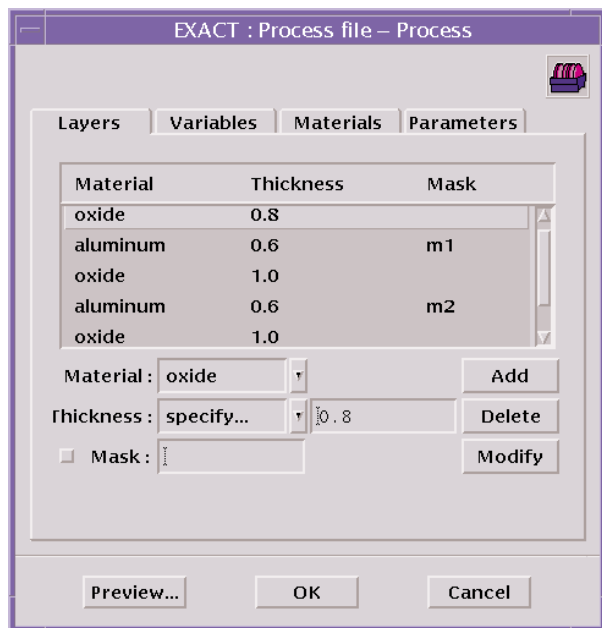 EXACT : Process file – Process
Layers Variables Materials Parameters
Material Thickness Mask
oxide 0.8
aluminum 0.6 m1
oxide 1.0
aluminum 0.6 m2
oxide 1.0
Material : oxide Add
Thickness : specify... 0.8 Delete
Mask : Modify
Preview... OK Cancel